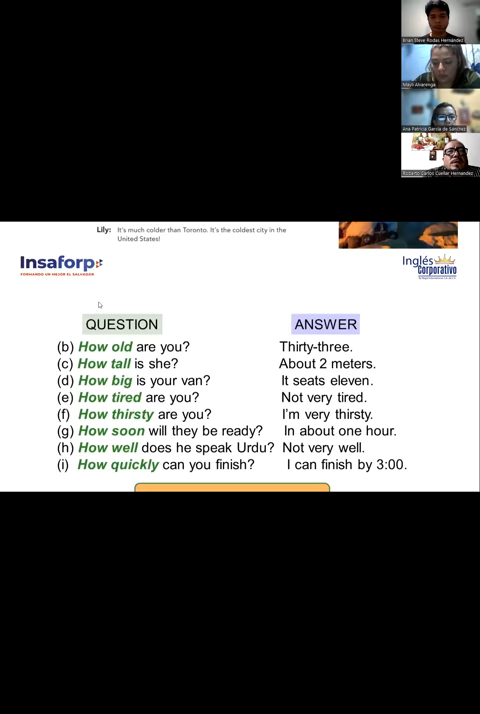 Brian Steve Rodas Hernández
Mayli Alvarenga
Ana Patricia García de Sánchez
Roberto Carlos Cuellar Hernandez
Lily: It's much colder than Toronto. It's the coldest city in the
United States!
Insaforp
FORMANDO UN MEJOR EL SALVADOR
Inglés
Corporativo
QUESTION ANSWER
(b) How old are you? Thirty-three.
(c) How tall is she? About 2 meters.
(d) How big is your van? It seats eleven.
(e) How tired are you? Not very tired.
(f) How thirsty are you? I'm very thirsty.
(g) How soon will they be ready? In about one hour.
(h) How well does he speak Urdu? Not very well.
(i) How quickly can you finish? I can finish by 3:00.